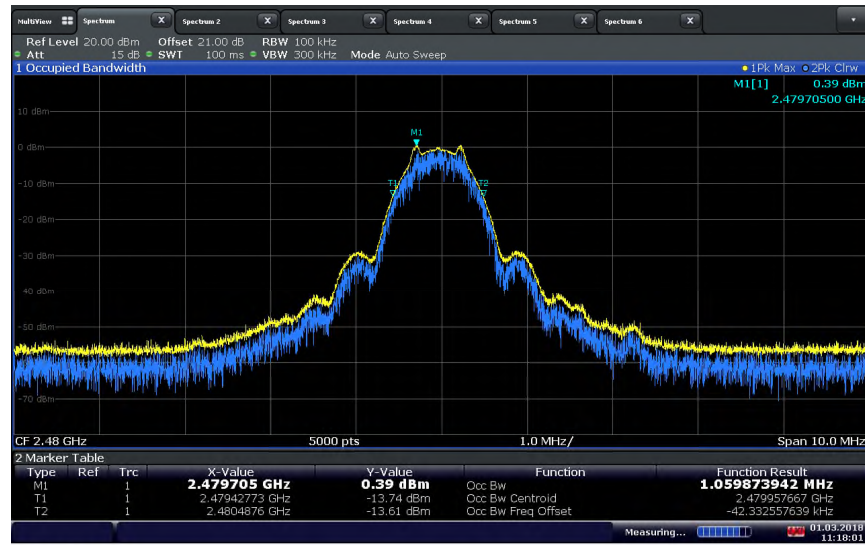 MultiView Spectrum X Spectrum 2 X Spectrum 3 X Spectrum 4 X Spectrum 5 X Spectrum 6 X
Ref Level 20.00 dBm Offset 21.00 dB RBW 100 kHz
Att 15 dB SWT 100 ms VBW 300 kHz Mode Auto Sweep
1 Occupied Bandwidth 1Pk Max 2Pk Clrw
M1[1] 0.39 dBm
2.47970500 GHz
10 dBm
M1
0 dBm
T1 T2
-10 dBm
-20 dBm
-30 dBm
-40 dBm
-50 dBm
-70 dBm
CF 2.48 GHz 5000 pts 1.0 MHz/ Span 10.0 MHz
2 Marker Table
Type Ref Trc X-Value Y-Value Function Function Result
M1 1 2.479705 GHz 0.39 dBm Occ Bw 1.059873942 MHz
T1 1 2.47942773 GHz -13.74 dBm Occ Bw Centroid 2.479957667 GHz
T2 1 2.4804876 GHz -13.61 dBm Occ Bw Freq Offset -42.332557639 kHz
Measuring... 01.03.2018
11:18:01